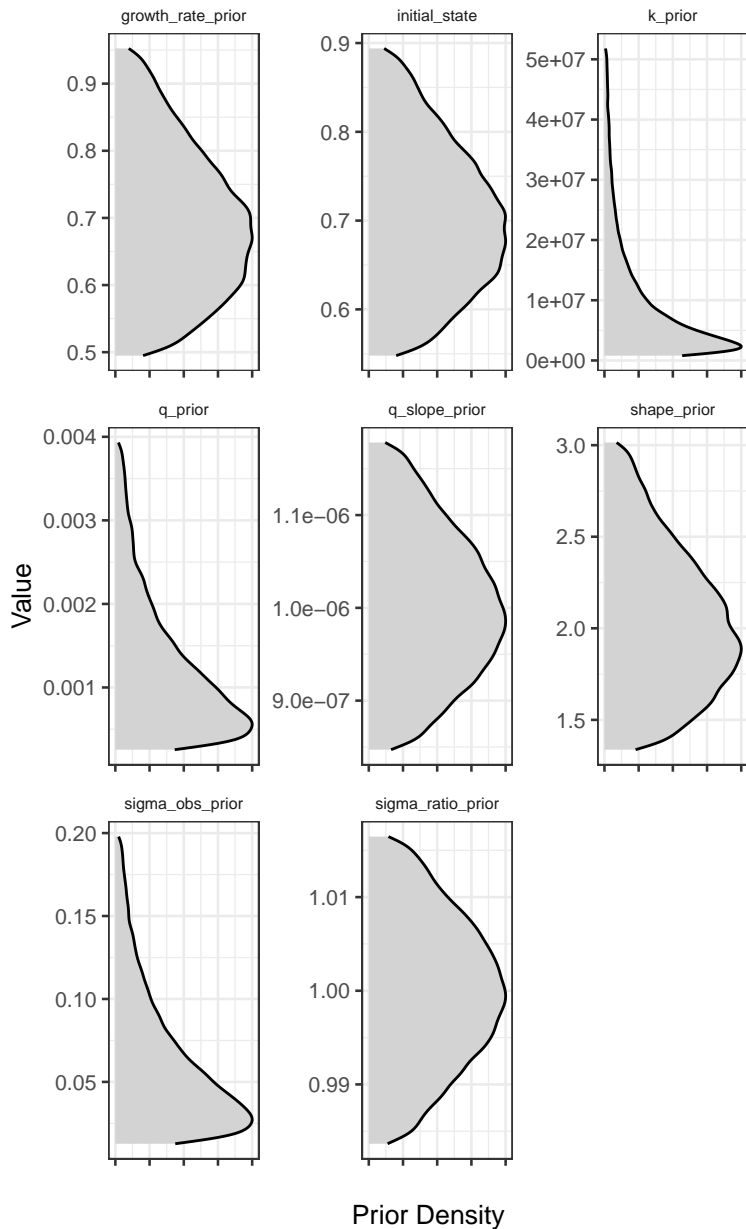 growth_rate_prior
initial_state
k_prior
0.9
0.8
0.7
0.6
0.5
0.9
0.8
0.7
0.6
5e+07
4e+07
3e+07
2e+07
1e+07
0e+00
q_prior
q_slope_prior
shape_prior
0.004
0.003
0.002
0.001
1.1e−06
1.0e−06
9.0e−07
3.0
2.5
2.0
1.5
Value
sigma_obs_prior
sigma_ratio_prior
0.20
0.15
0.10
0.05
1.01
1.00
0.99
Prior Density